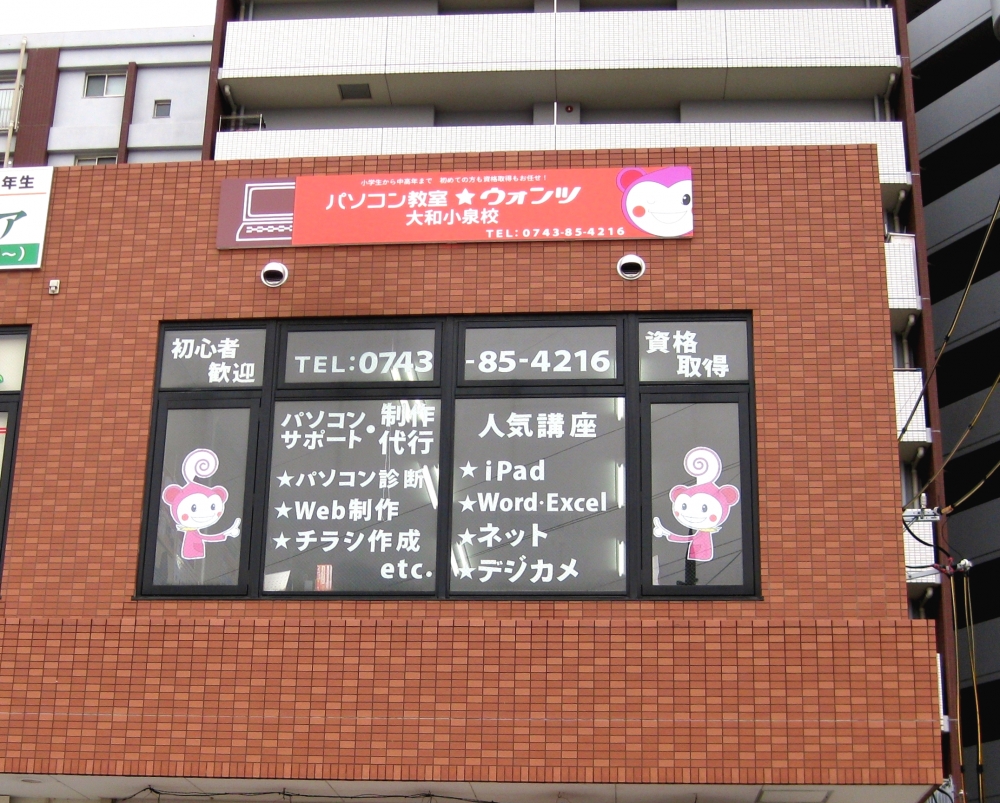 年生
ア
～）
小学生から中高年まで　初めての方も資格取得もお任せ！
パソコン教室★ウォンツ
大和小泉校
TEL:0743-85-4216
初心者
歓迎
TEL:0743-85-4216
資格
取得
パソコン
サポート・制作
代行
★パソコン診断
★Web制作
★チラシ作成
etc.
人気講座
★iPad
★Word・Excel
★ネット
★デジカメ